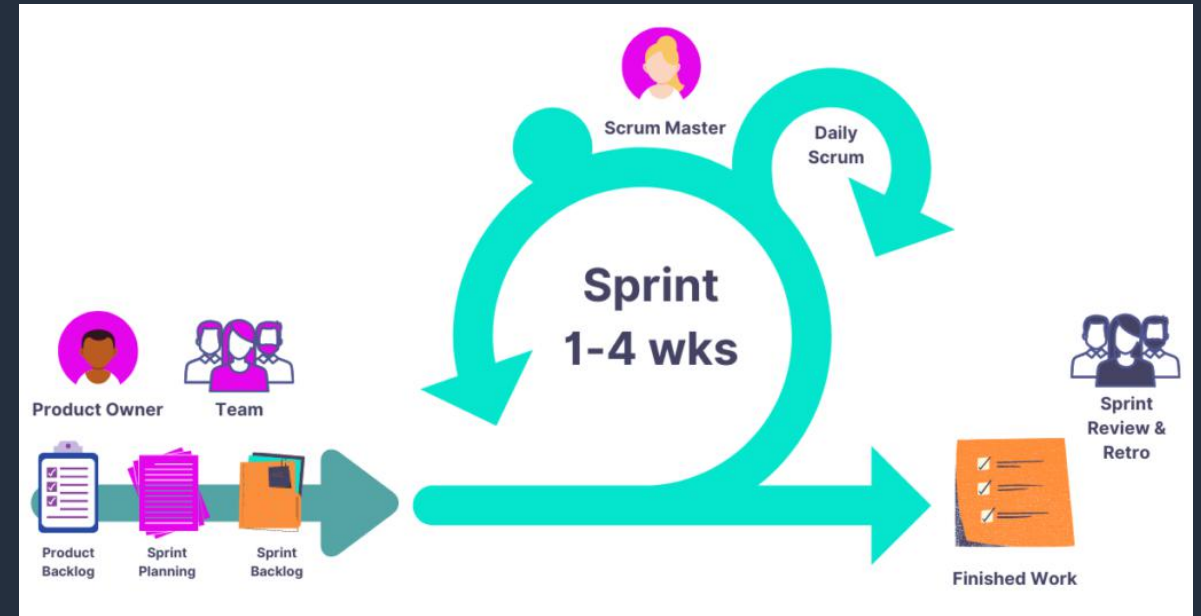 Scrum Master
Daily
Scrum
Sprint
1-4 wks
Product Owner
Team
Product
Backlog
Sprint
Planning
Sprint
Backlog
Sprint
Review &
Retro
Finished Work